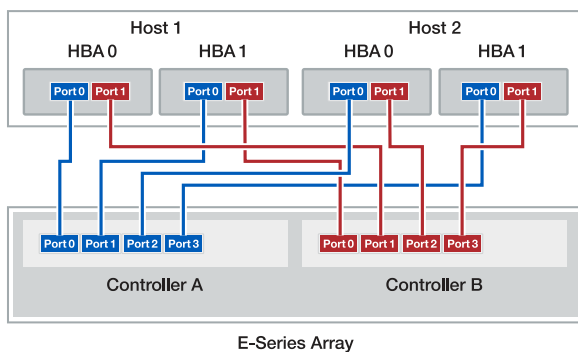 Host 1 Host 2
HBA 0 HBA 1 HBA 0 HBA 1
Port 0 Port 1 Port 0 Port 1 Port 0 Port 1 Port 0 Port 1
Port 0 Port 1 Port 2 Port 3 Port 0 Port 1 Port 2 Port 3
Controller A Controller B
E-Series Array